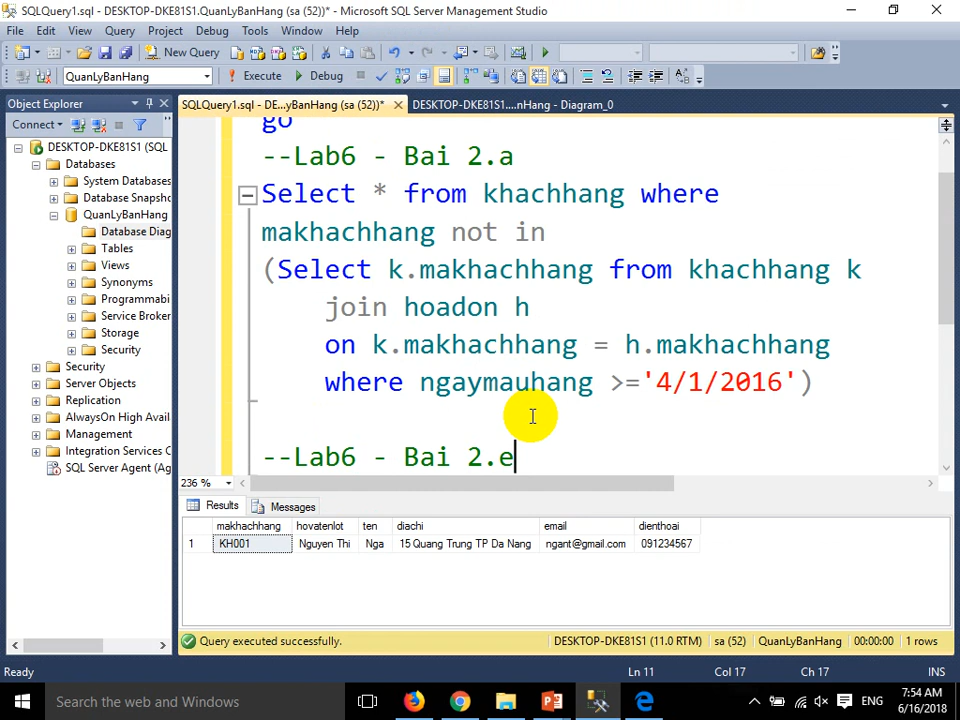 SQLQuery1.sql - DESKTOP-DKE81S1.QuanLyBanHang (sa (52))* - Microsoft SQL Server Management Studio
File Edit View Query Project Debug Tools Window Help
New Query
QuanLyBanHang Execute Debug
Object Explorer
SQLQuery1.sql - DE...yBanHang (sa (52))* DESKTOP-DKE81S1....nHang - Diagram_0
Connect
DESKTOP-DKE81S1 (SQL
Databases
System Databases
Database Snapsho
QuanLyBanHang
Database Diag
Tables
Views
Synonyms
Programmabi
Service Broker
Storage
Security
Security
Server Objects
Replication
AlwaysOn High Avail
Management
Integration Services C
SQL Server Agent (Ag
go
--Lab6 - Bai 2.a
Select * from khachhang where
makhachhang not in
(Select k.makhachhang from khachhang k
join hoadon h
on k.makhachhang = h.makhachhang
where ngaymauhang >='4/1/2016')
--Lab6 - Bai 2.e
236 %
Results Messages
makhachhang hovatenlot ten diachi email dienthoai
1 KH001 Nguyen Thi Nga 15 Quang Trung TP Da Nang ngant@gmail.com 091234567
Query executed successfully. DESKTOP-DKE81S1 (11.0 RTM) sa (52) QuanLyBanHang 00:00:00 1 rows
Ready Ln 11 Col 17 Ch 17 INS
Search the web and Windows
ENG
7:54 AM
6/16/2018